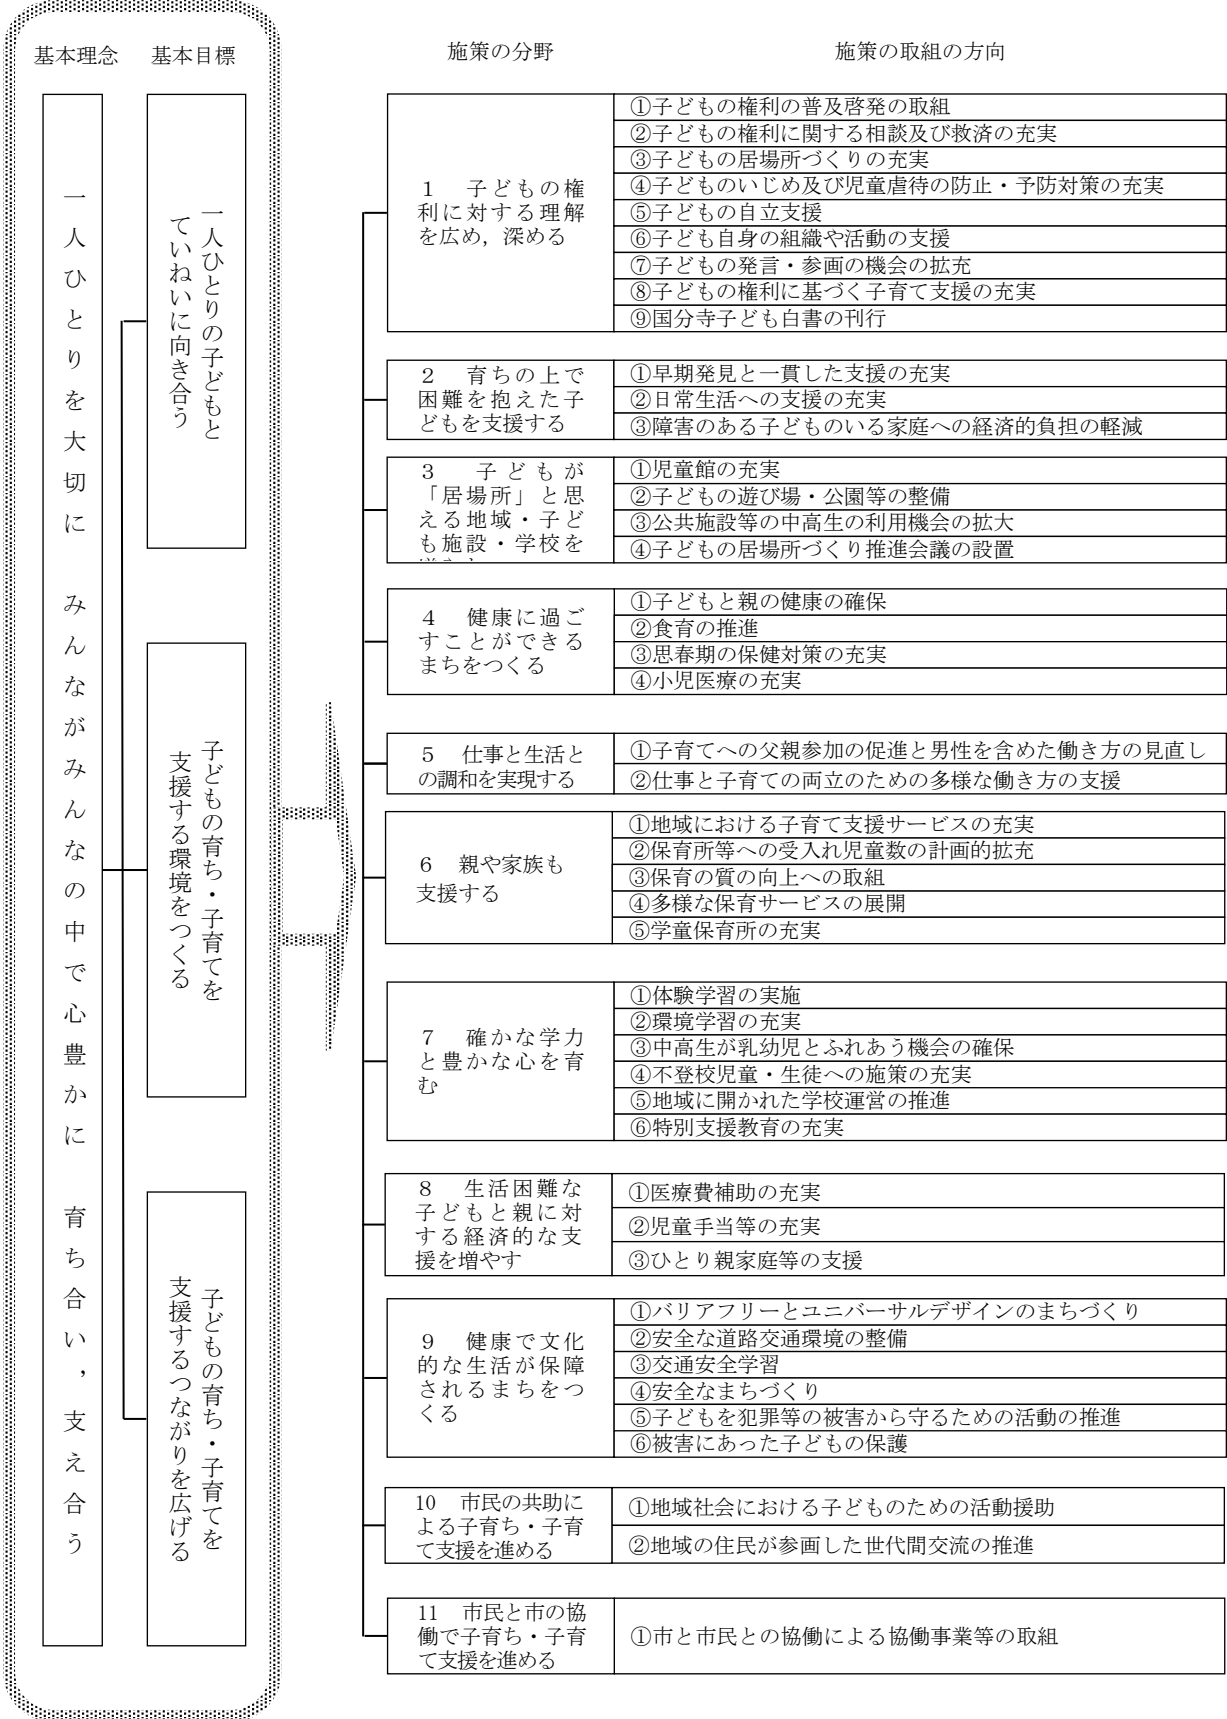 基本理念
基本目標
施策の分野
施策の取組の方向
一人ひとりを大切に みんながみんなの中で心豊かに 育ち合い，支え合う
一人ひとりの子どもと
ていねいに向き合う
子どもの育ち・子育てを
支援する環境をつくる
子どもの育ち・子育てを
支援するつながりを広げる
1 子どもの権
利に対する理解
を広め，深める
①子どもの権利の普及啓発の取組
②子どもの権利に関する相談及び救済の充実
③子どもの居場所づくりの充実
④子どものいじめ及び児童虐待の防止・予防対策の充実
⑤子どもの自立支援
⑥子ども自身の組織や活動の支援
⑦子どもの発言・参画の機会の拡充
⑧子どもの権利に基づく子育て支援の充実
⑨国分寺子ども白書の刊行
2 育ちの上で
困難を抱えた子
どもを支援する
①早期発見と一貫した支援の充実
②日常生活への支援の充実
③障害のある子どものいる家庭への経済的負担の軽減
3 子どもが
「居場所」と思
える地域・子ど
も施設・学校を
①児童館の充実
②子どもの遊び場・公園等の整備
③公共施設等の中高生の利用機会の拡大
④子どもの居場所づくり推進会議の設置
4 健康に過ご
すことができる
まちをつくる
①子どもと親の健康の確保
②食育の推進
③思春期の保健対策の充実
④小児医療の充実
5 仕事と生活と
の調和を実現する
①子育てへの父親参加の促進と男性を含めた働き方の見直し
②仕事と子育ての両立のための多様な働き方の支援
6 親や家族も
支援する
①地域における子育て支援サービスの充実
②保育所等への受入れ児童数の計画的拡充
③保育の質の向上への取組
④多様な保育サービスの展開
⑤学童保育所の充実
7 確かな学力
と豊かな心を育
む
①体験学習の実施
②環境学習の充実
③中高生が乳幼児とふれあう機会の確保
④不登校児童・生徒への施策の充実
⑤地域に開かれた学校運営の推進
⑥特別支援教育の充実
8 生活困難な
子どもと親に対
する経済的な支
援を増やす
①医療費補助の充実
②児童手当等の充実
③ひとり親家庭等の支援
9 健康で文化
的な生活が保障
されるまちをつ
くる
①バリアフリーとユニバーサルデザインのまちづくり
②安全な道路交通環境の整備
③交通安全学習
④安全なまちづくり
⑤子どもを犯罪等の被害から守るための活動の推進
⑥被害にあった子どもの保護
10 市民の共助に
よる子育ち・子育
て支援を進める
①地域社会における子どものための活動援助
②地域の住民が参画した世代間交流の推進
11 市民と市の協
働で子育ち・子育
て支援を進める
①市と市民との協働による協働事業等の取組